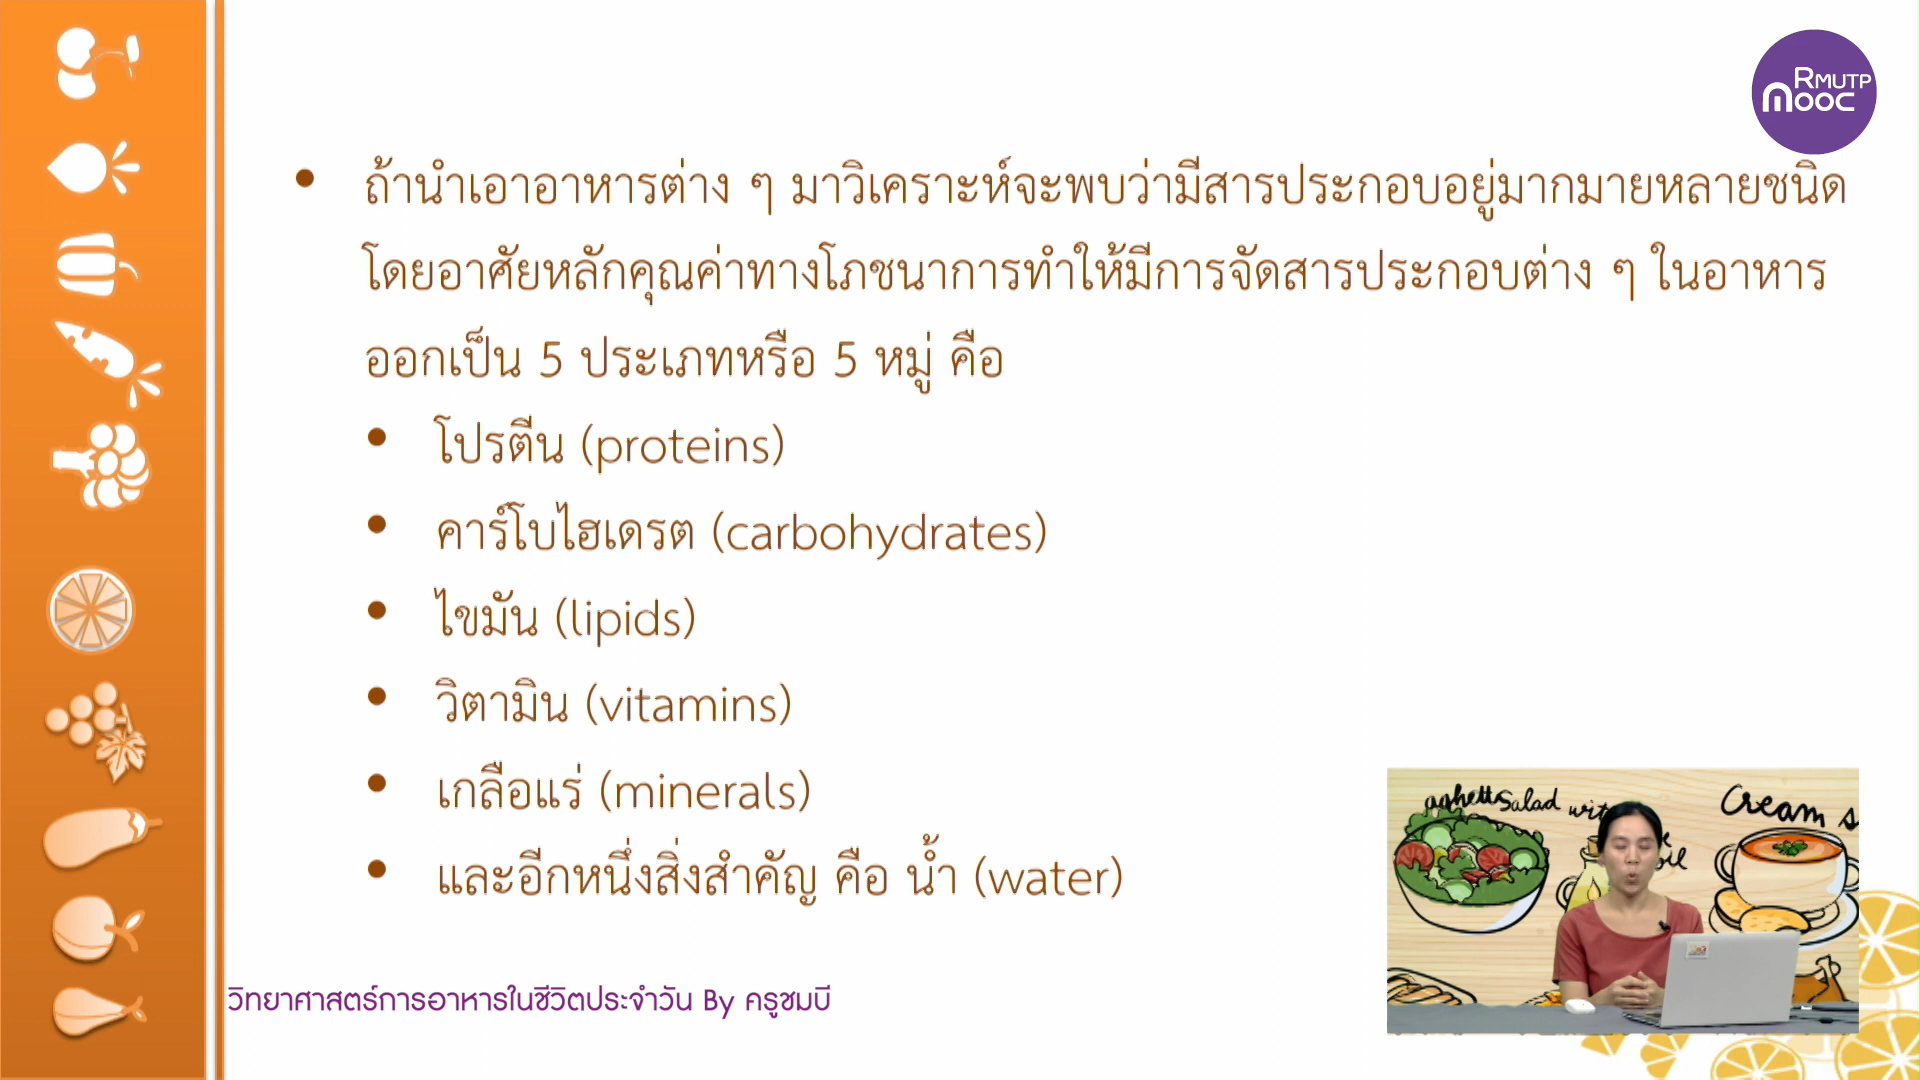 RMUTP
MOOC
• ถ้านำเอาอาหารต่าง ๆ มาวิเคราะห์จะพบว่ามีสารประกอบอยู่มากมายหลายชนิด
โดยอาศัยหลักคุณค่าทางโภชนาการทำให้มีการจัดสารประกอบต่าง ๆ ในอาหาร
ออกเป็น 5 ประเภทหรือ 5 หมู่ คือ
• โปรตีน (proteins)
• คาร์โบไฮเดรต (carbohydrates)
• ไขมัน (lipids)
• วิตามิน (vitamins)
• เกลือแร่ (minerals)
• และอีกหนึ่งสิ่งสำคัญ คือ น้ำ (water)
Salad
Cream s
วิทยาศาสตร์การอาหารในชีวิตประจำวัน By ครูชมบี